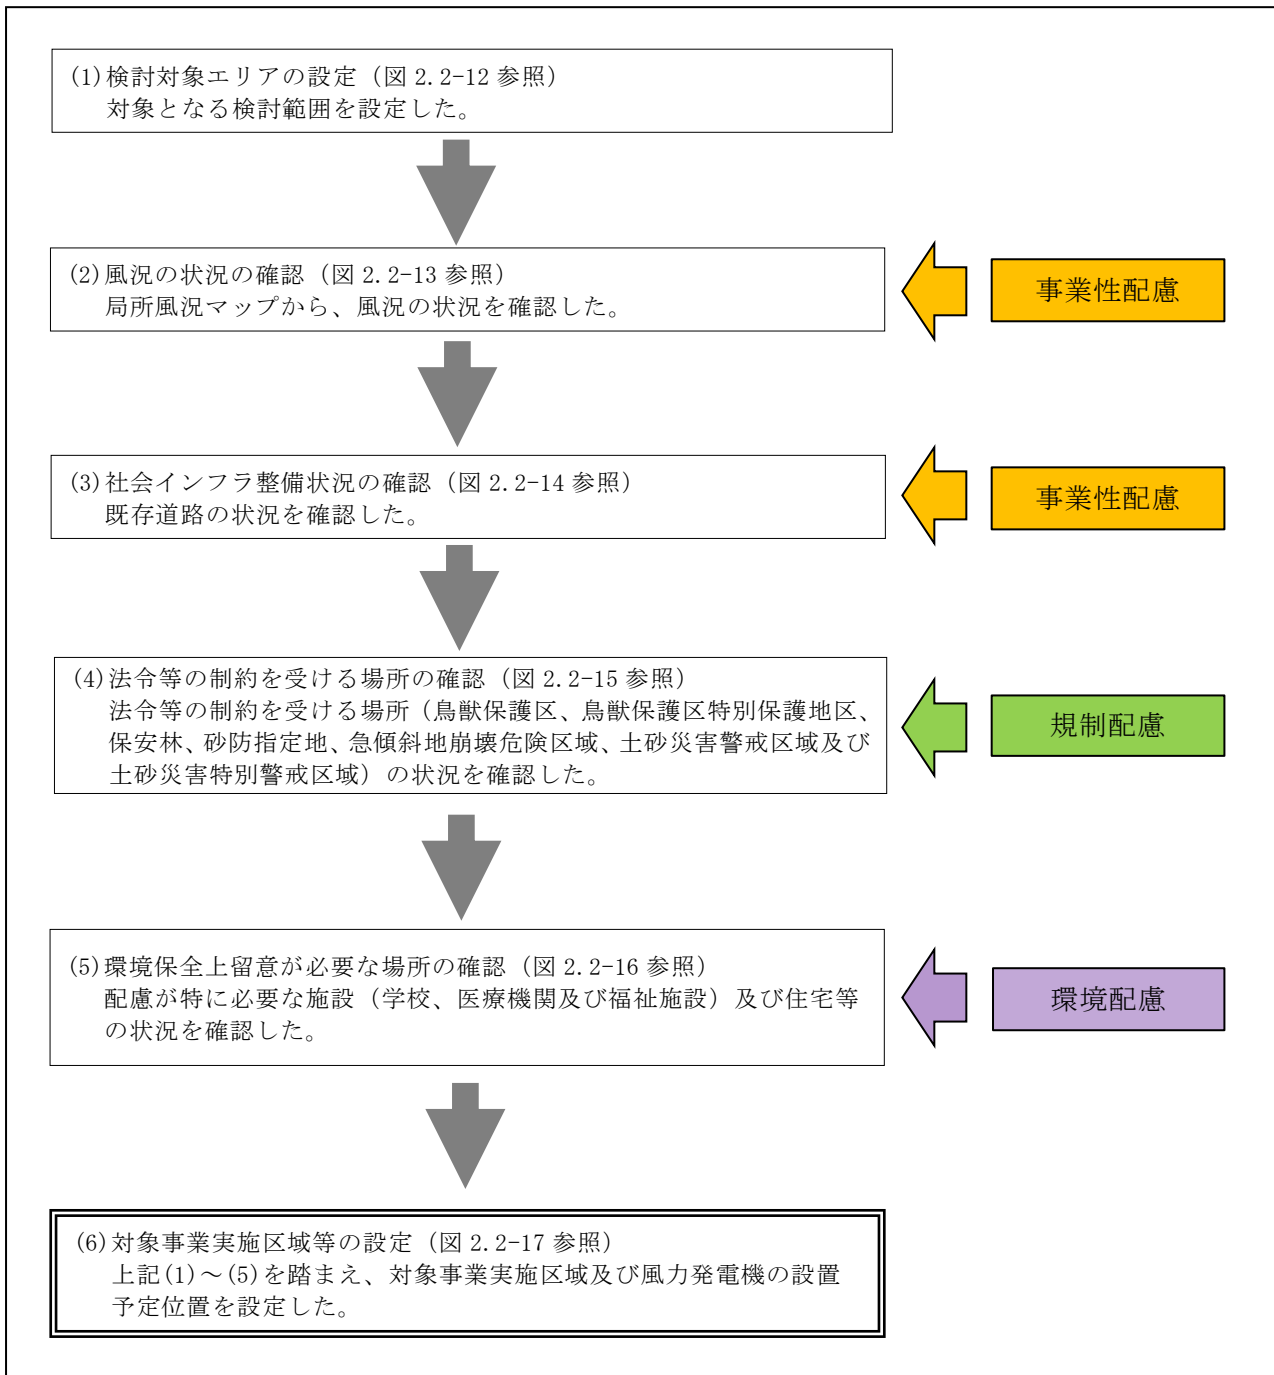 (1)検討対象エリアの設定（図 2.2-12 参照）
対象となる検討範囲を設定した。
(2)風況の状況の確認（図 2.2-13 参照）
局所風況マップから、風況の状況を確認した。
事業性配慮
(3)社会インフラ整備状況の確認（図 2.2-14 参照）
既存道路の状況を確認した。
事業性配慮
(4)法令等の制約を受ける場所の確認（図 2.2-15 参照）
法令等の制約を受ける場所（鳥獣保護区、鳥獣保護区特別保護地区、
保安林、砂防指定地、急傾斜地崩壊危険区域、土砂災害警戒区域及び
土砂災害特別警戒区域）の状況を確認した。
規制配慮
(5)環境保全上留意が必要な場所の確認（図 2.2-16 参照）
配慮が特に必要な施設（学校、医療機関及び福祉施設）及び住宅等
の状況を確認した。
環境配慮
(6)対象事業実施区域等の設定（図 2.2-17 参照）
上記(1)～(5)を踏まえ、対象事業実施区域及び風力発電機の設置
予定位置を設定した。